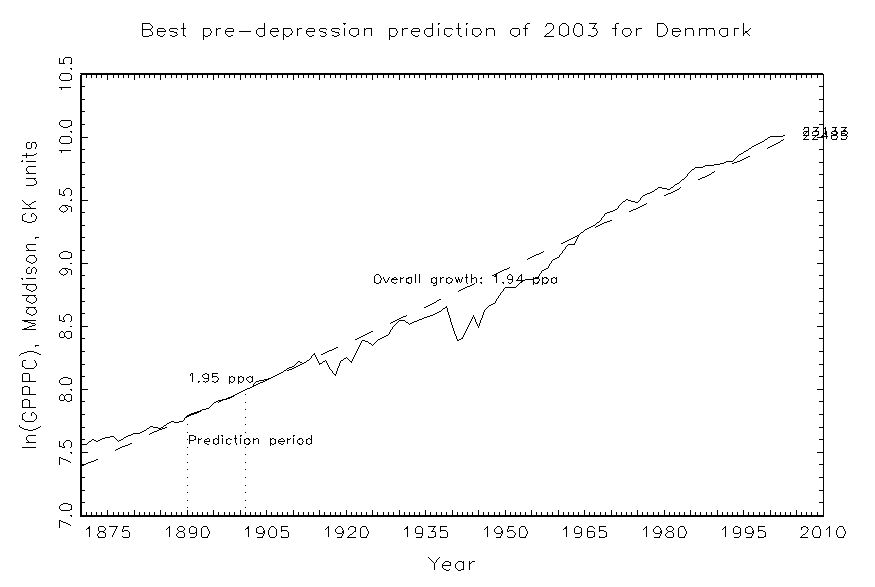 Best pre-depression prediction of 2003 for Denmark
ln(GPPPC), Maddison, GK units
10.5
10.0
9.5
9.0
8.5
8.0
7.5
7.0
Overall growth: 1.94 ppa
1.95 ppa
Prediction period
1875 1890 1905 1920 1935 1950 1965 1980 1995 2010
Year